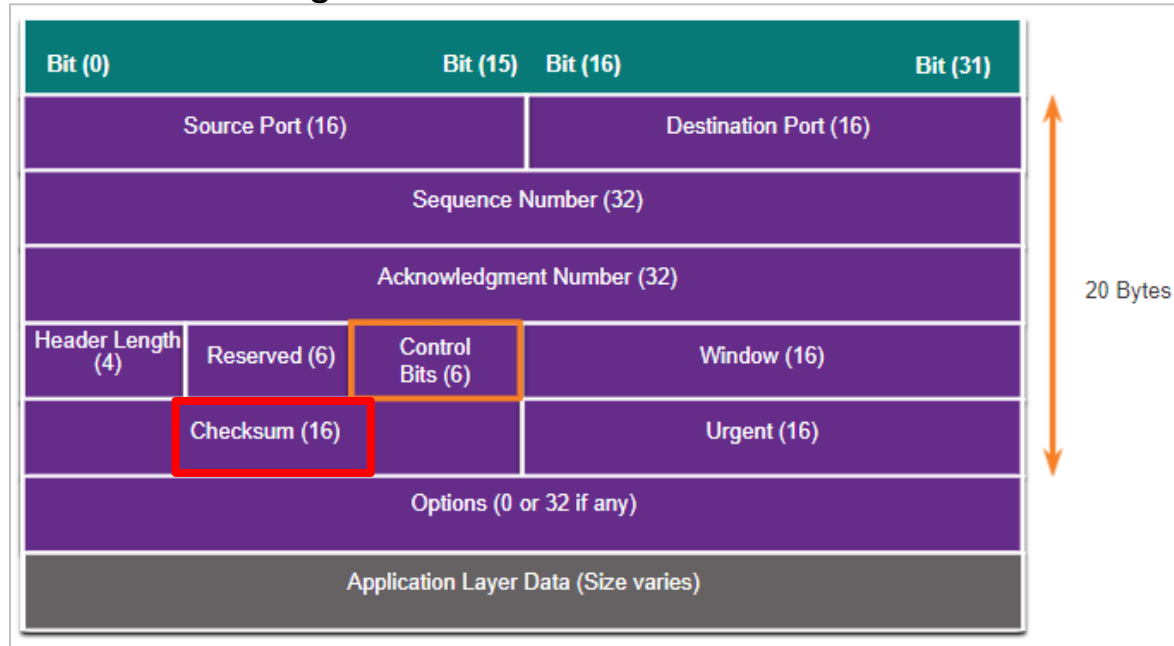 Bit (0) Bit (15) Bit (16) Bit (31)
Source Port (16) Destination Port (16)
Sequence Number (32)
Acknowledgment Number (32)
20 Bytes
Header Length
(4)
Reserved (6)
Control
Bits (6)
Window (16)
Checksum (16) Urgent (16)
Options (0 or 32 if any)
Application Layer Data (Size varies)